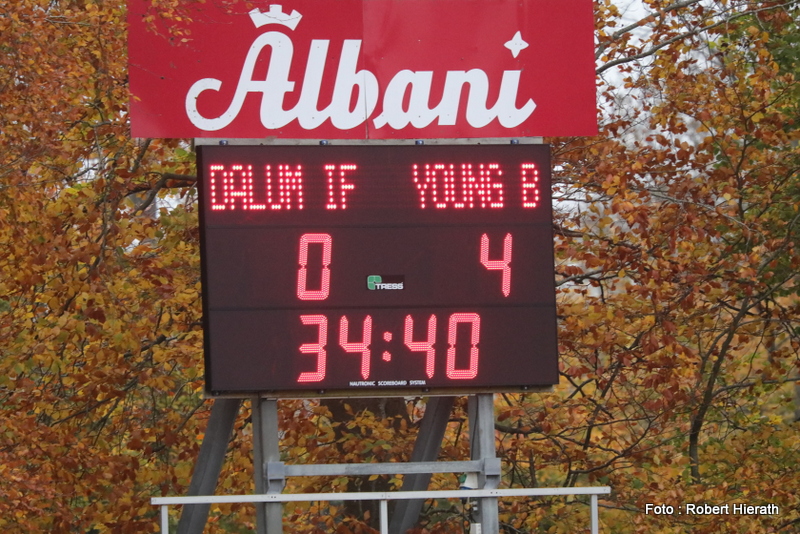 Albani
DALUM IF YOUNG B
0 4
TRESS
34:40
NAUTRONIC SCOREBOARD SYSTEM
Foto : Robert Hierath